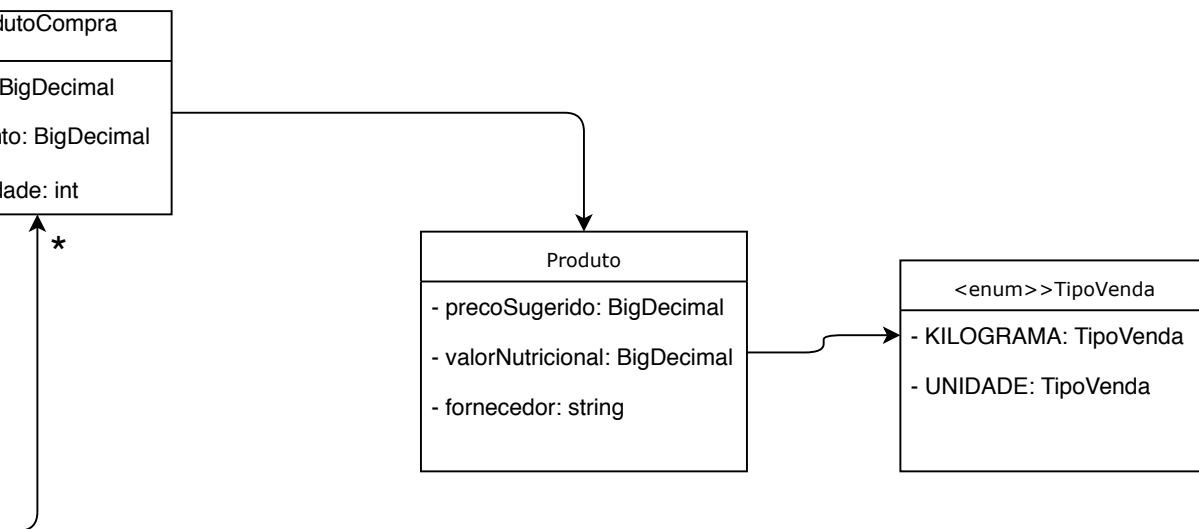 dutoCompra
BigDecimal
to: BigDecimal
dade: int
*
Produto
- precoSugerido: BigDecimal
- valorNutricional: BigDecimal
- fornecedor: string
<enum>>TipoVenda
- KILOGRAMA: TipoVenda
- UNIDADE: TipoVenda